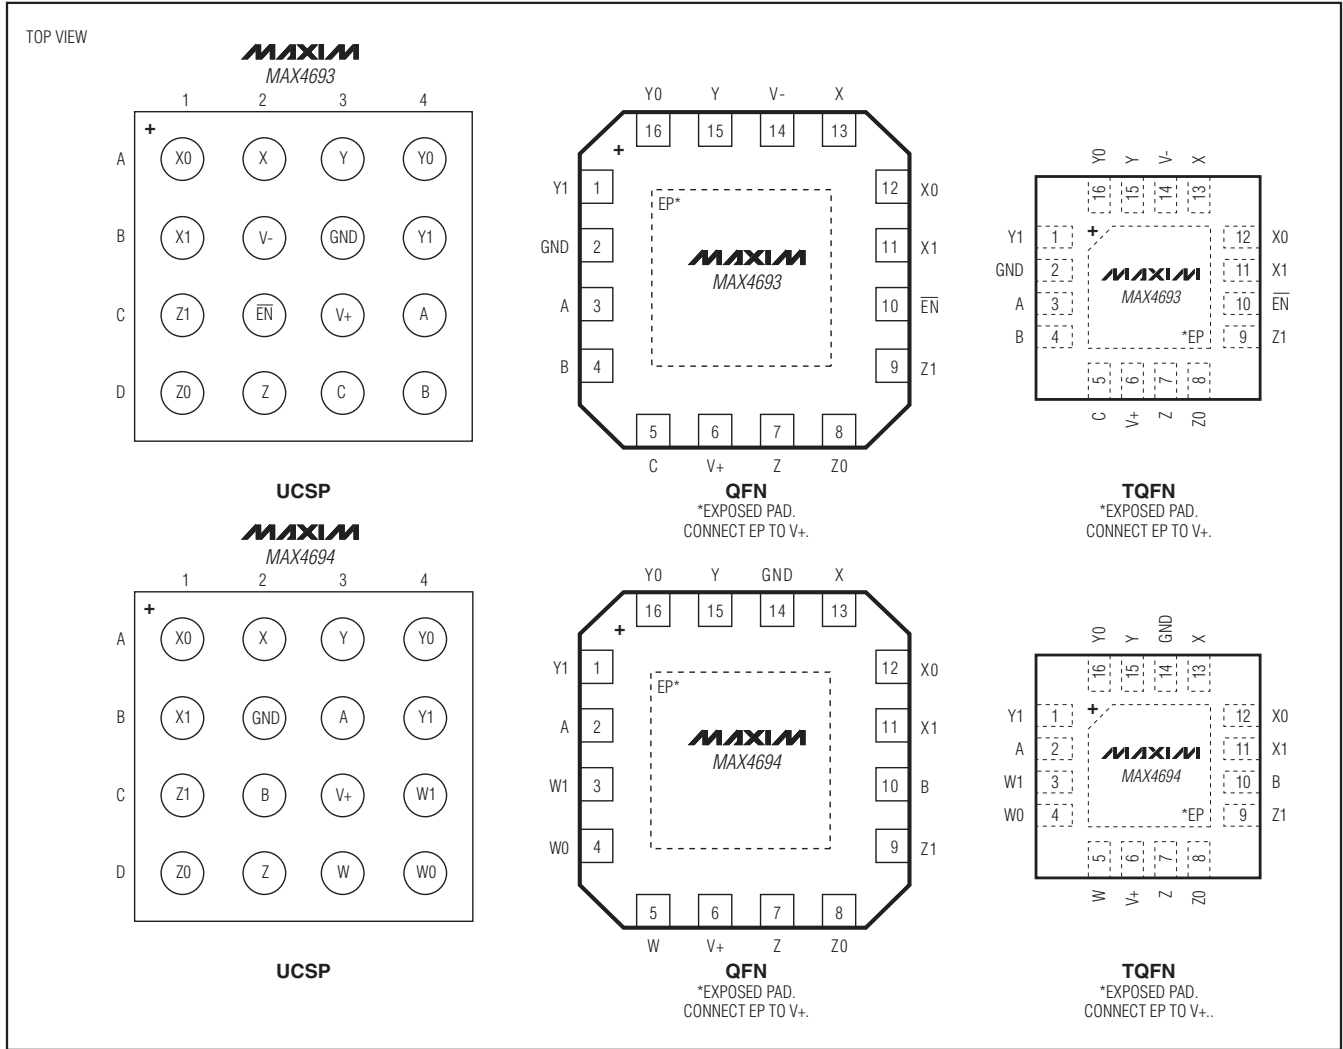 TOP VIEW
MAXIM
MAX4693
1 2 3 4
+
A X0 X Y Y0
B X1 V- GND Y1
C Z1 E̅N̅ V+ A
D Z0 Z C B
UCSP
Y0 Y V- X
16 15 14 13
+
Y1 1 12 X0
EP*
GND 2 11 X1
MAXIM
MAX4693
A 3 10 E̅N̅
B 4 9 Z1
5 6 7 8
C V+ Z Z0
QFN
*EXPOSED PAD.
CONNECT EP TO V+.
Y0 Y V- X
16 15 14 13
+
Y1 1 12 X0
GND 2 11 X1
MAXIM
MAX4693
A 3 10 E̅N̅
B 4 *EP 9 Z1
5 6 7 8
C V+ Z Z0
TQFN
*EXPOSED PAD.
CONNECT EP TO V+.
MAXIM
MAX4694
1 2 3 4
+
A X0 X Y Y0
B X1 GND A Y1
C Z1 B V+ W1
D Z0 Z W W0
UCSP
Y0 Y GND X
16 15 14 13
+
Y1 1 12 X0
EP*
A 2 11 X1
MAXIM
MAX4694
W1 3 10 B
W0 4 9 Z1
5 6 7 8
W V+ Z Z0
QFN
*EXPOSED PAD.
CONNECT EP TO V+.
Y0 Y GND X
16 15 14 13
+
Y1 1 12 X0
A 2 11 X1
MAXIM
MAX4694
W1 3 10 B
W0 4 *EP 9 Z1
5 6 7 8
W V+ Z Z0
TQFN
*EXPOSED PAD.
CONNECT EP TO V+..